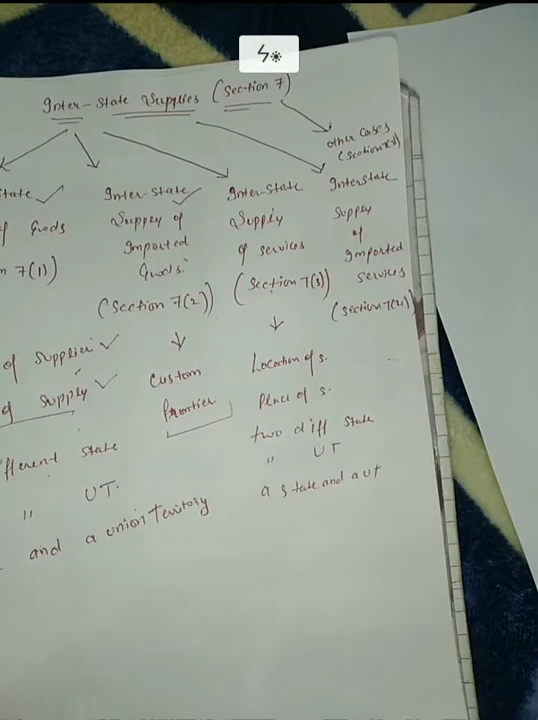 Inter-State Supplies (Section 7)
other Cases
(Section 7(5))
State
of Goods
n 7(1)
Inter-State
Supply of
Imported
Goods.
(Section 7(2))
Inter-State
Supply
of services
(Section 7(3))
Interstate
Supply
of
Imported
services
(Section 7(4))
of supplier
of supply
fferent state
" UT.
and a union Territory
Custom
frontier
Location of s.
Place of s.
two diff state
" UT
a state and a UT